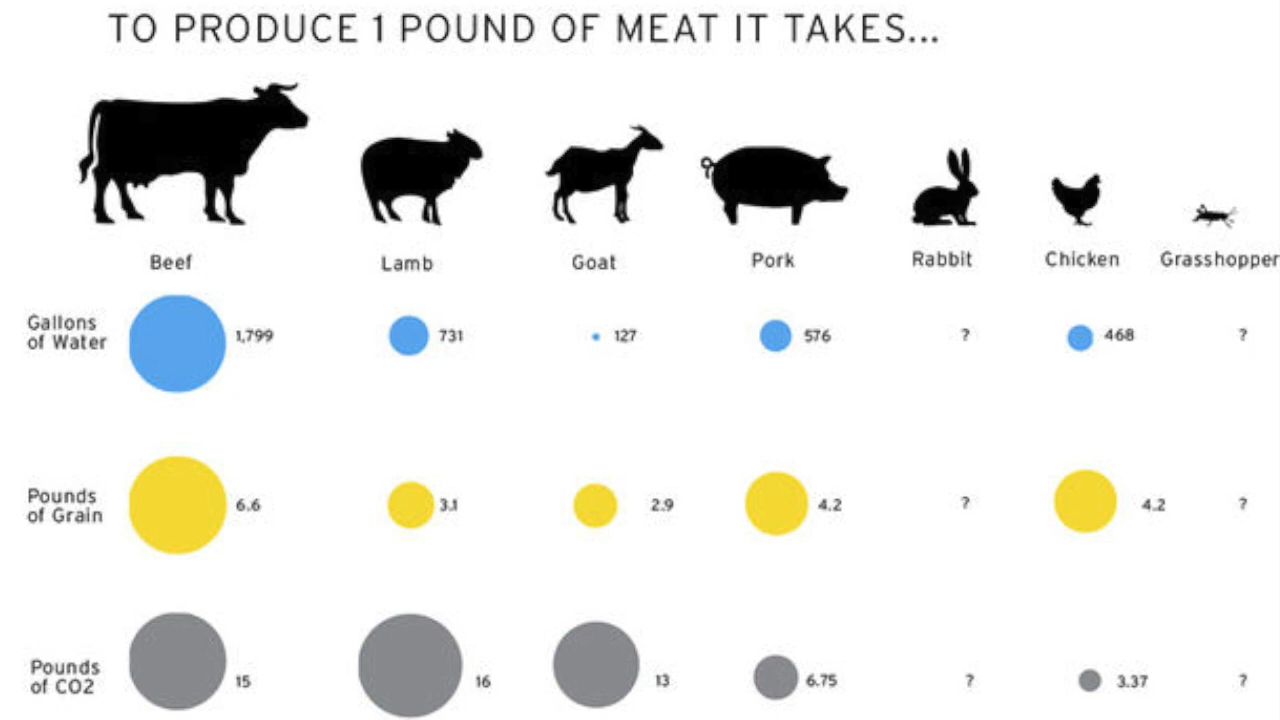 TO PRODUCE 1 POUND OF MEAT IT TAKES...
Beef Lamb Goat Pork Rabbit Chicken Grasshopper
Gallons
of Water 1,799 731 127 576 ? 468 ?
Pounds
of Grain 6.6 3.1 2.9 4.2 ? 4.2 ?
Pounds
of CO2 15 16 13 6.75 ? 3.37 ?